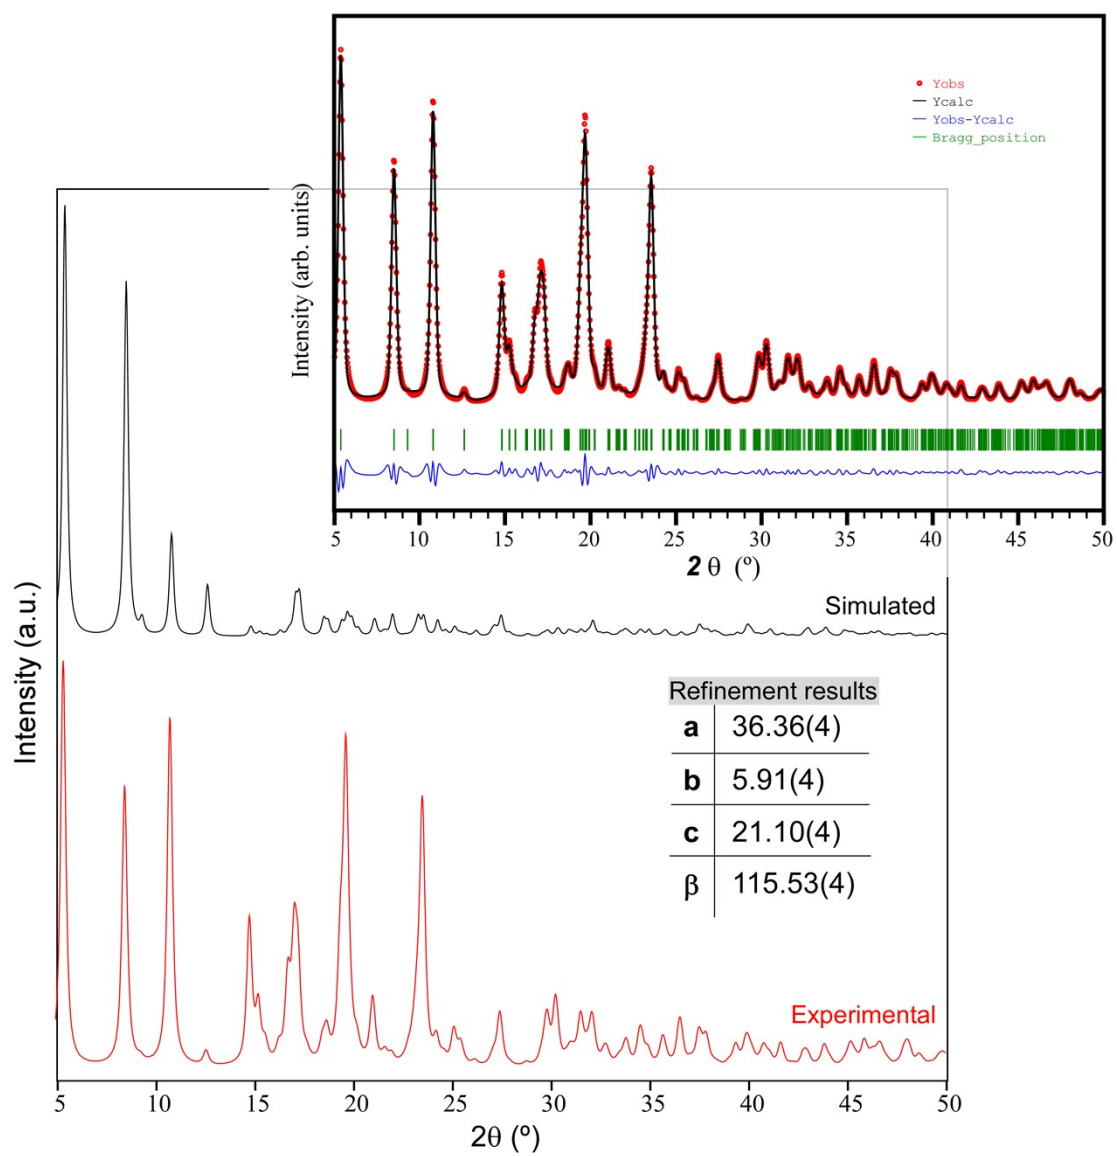 Yobs
Ycalc
Yobs-Ycalc
Bragg_position
Intensity (arb. units)
5 10 15 20 25 30 35 40 45 50
2 θ (º)
Intensity (a.u.)
Simulated
Refinement results
a 36.36(4)
b 5.91(4)
c 21.10(4)
β 115.53(4)
Experimental
5 10 15 20 25 30 35 40 45 50
2θ (º)